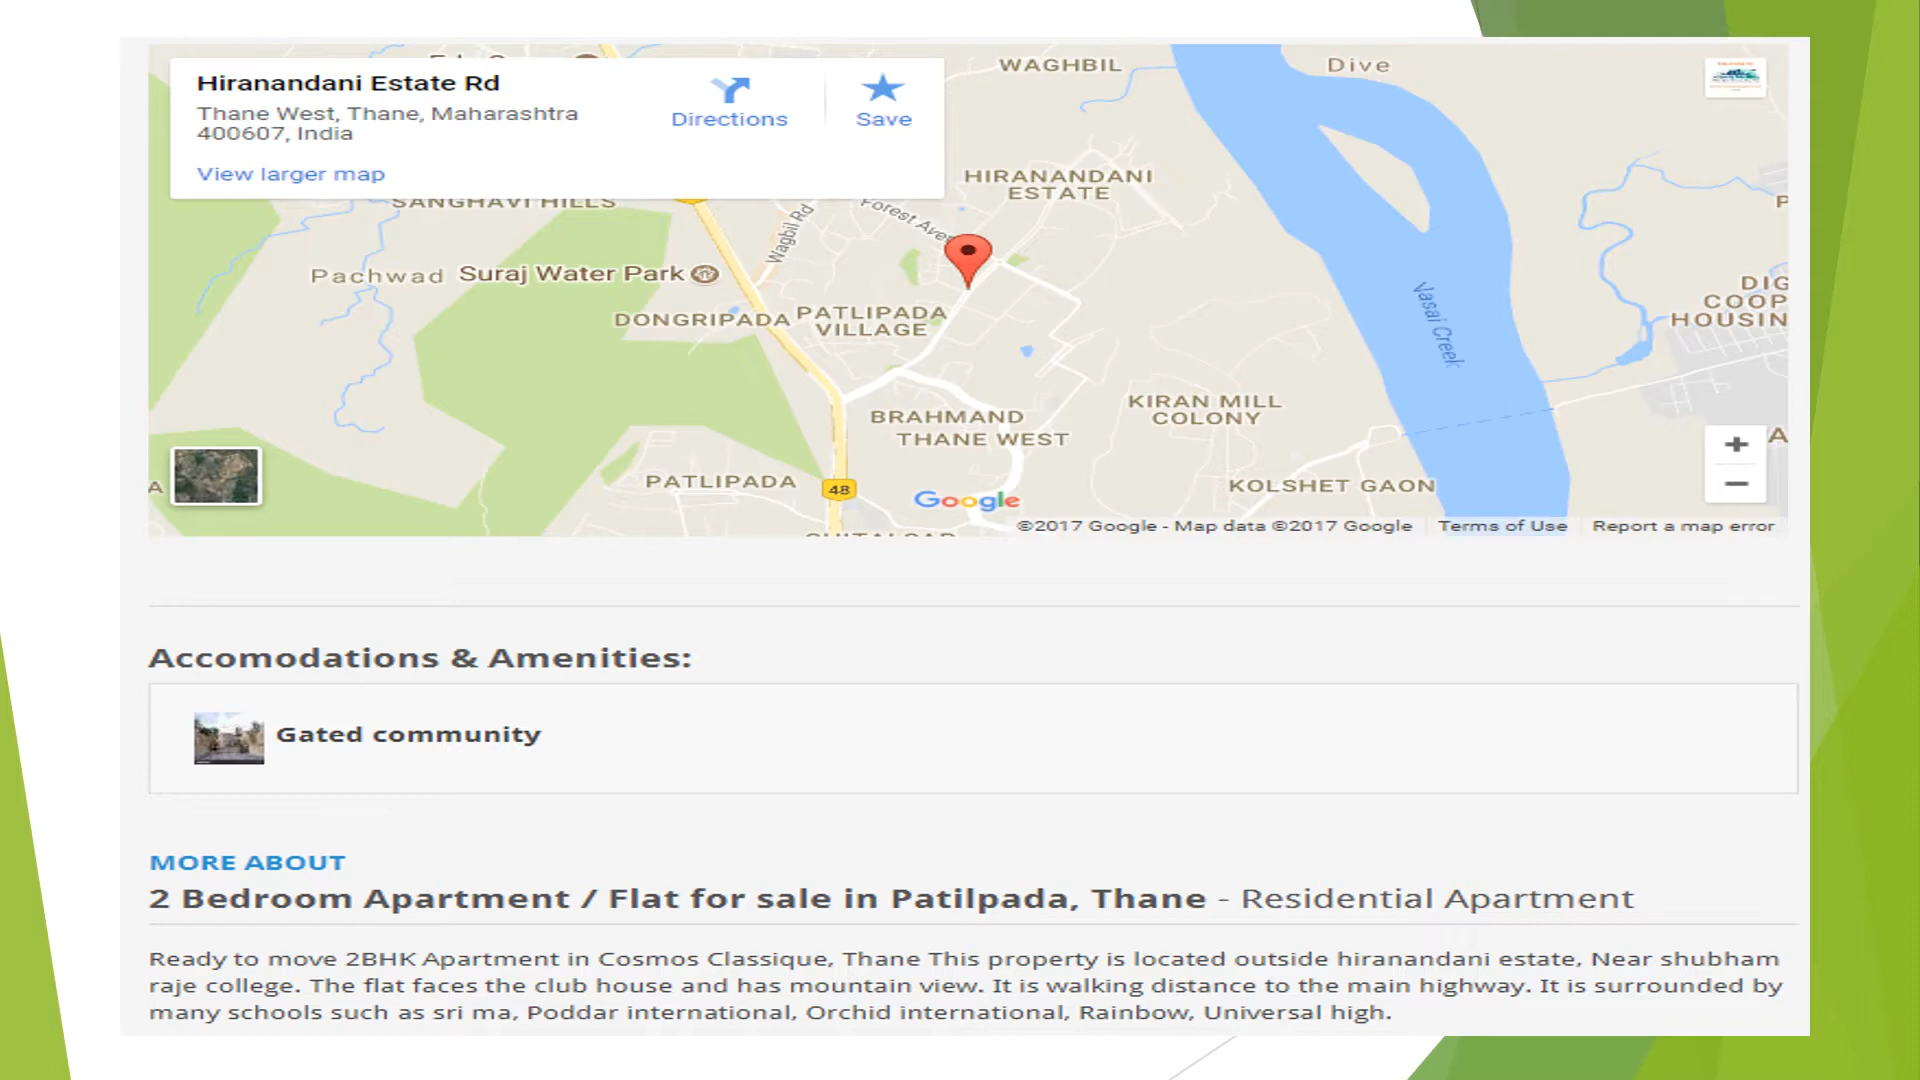 Hiranandani Estate Rd
Thane West, Thane, Maharashtra
400607, India
Directions
Save
View larger map
WAGHBIL
Dive
HIRANANDANI
ESTATE
SANGHAVI HILLS
Forest Ave
Wagbil Rd
Pachwad
Suraj Water Park
DONGRIPADA
PATLIPADA
VILLAGE
Vasai Creek
DIG
COOP
HOUSIN
P
BRAHMAND
THANE WEST
KIRAN MILL
COLONY
A
PATLIPADA
48
KOLSHET GAON
A
+
−
Google
©2017 Google - Map data ©2017 Google
Terms of Use
Report a map error
Accomodations & Amenities:
Gated community
MORE ABOUT
2 Bedroom Apartment / Flat for sale in Patilpada, Thane - Residential Apartment
Ready to move 2BHK Apartment in Cosmos Classique, Thane This property is located outside hiranandani estate, Near shubham
raje college. The flat faces the club house and has mountain view. It is walking distance to the main highway. It is surrounded by
many schools such as sri ma, Poddar international, Orchid international, Rainbow, Universal high.